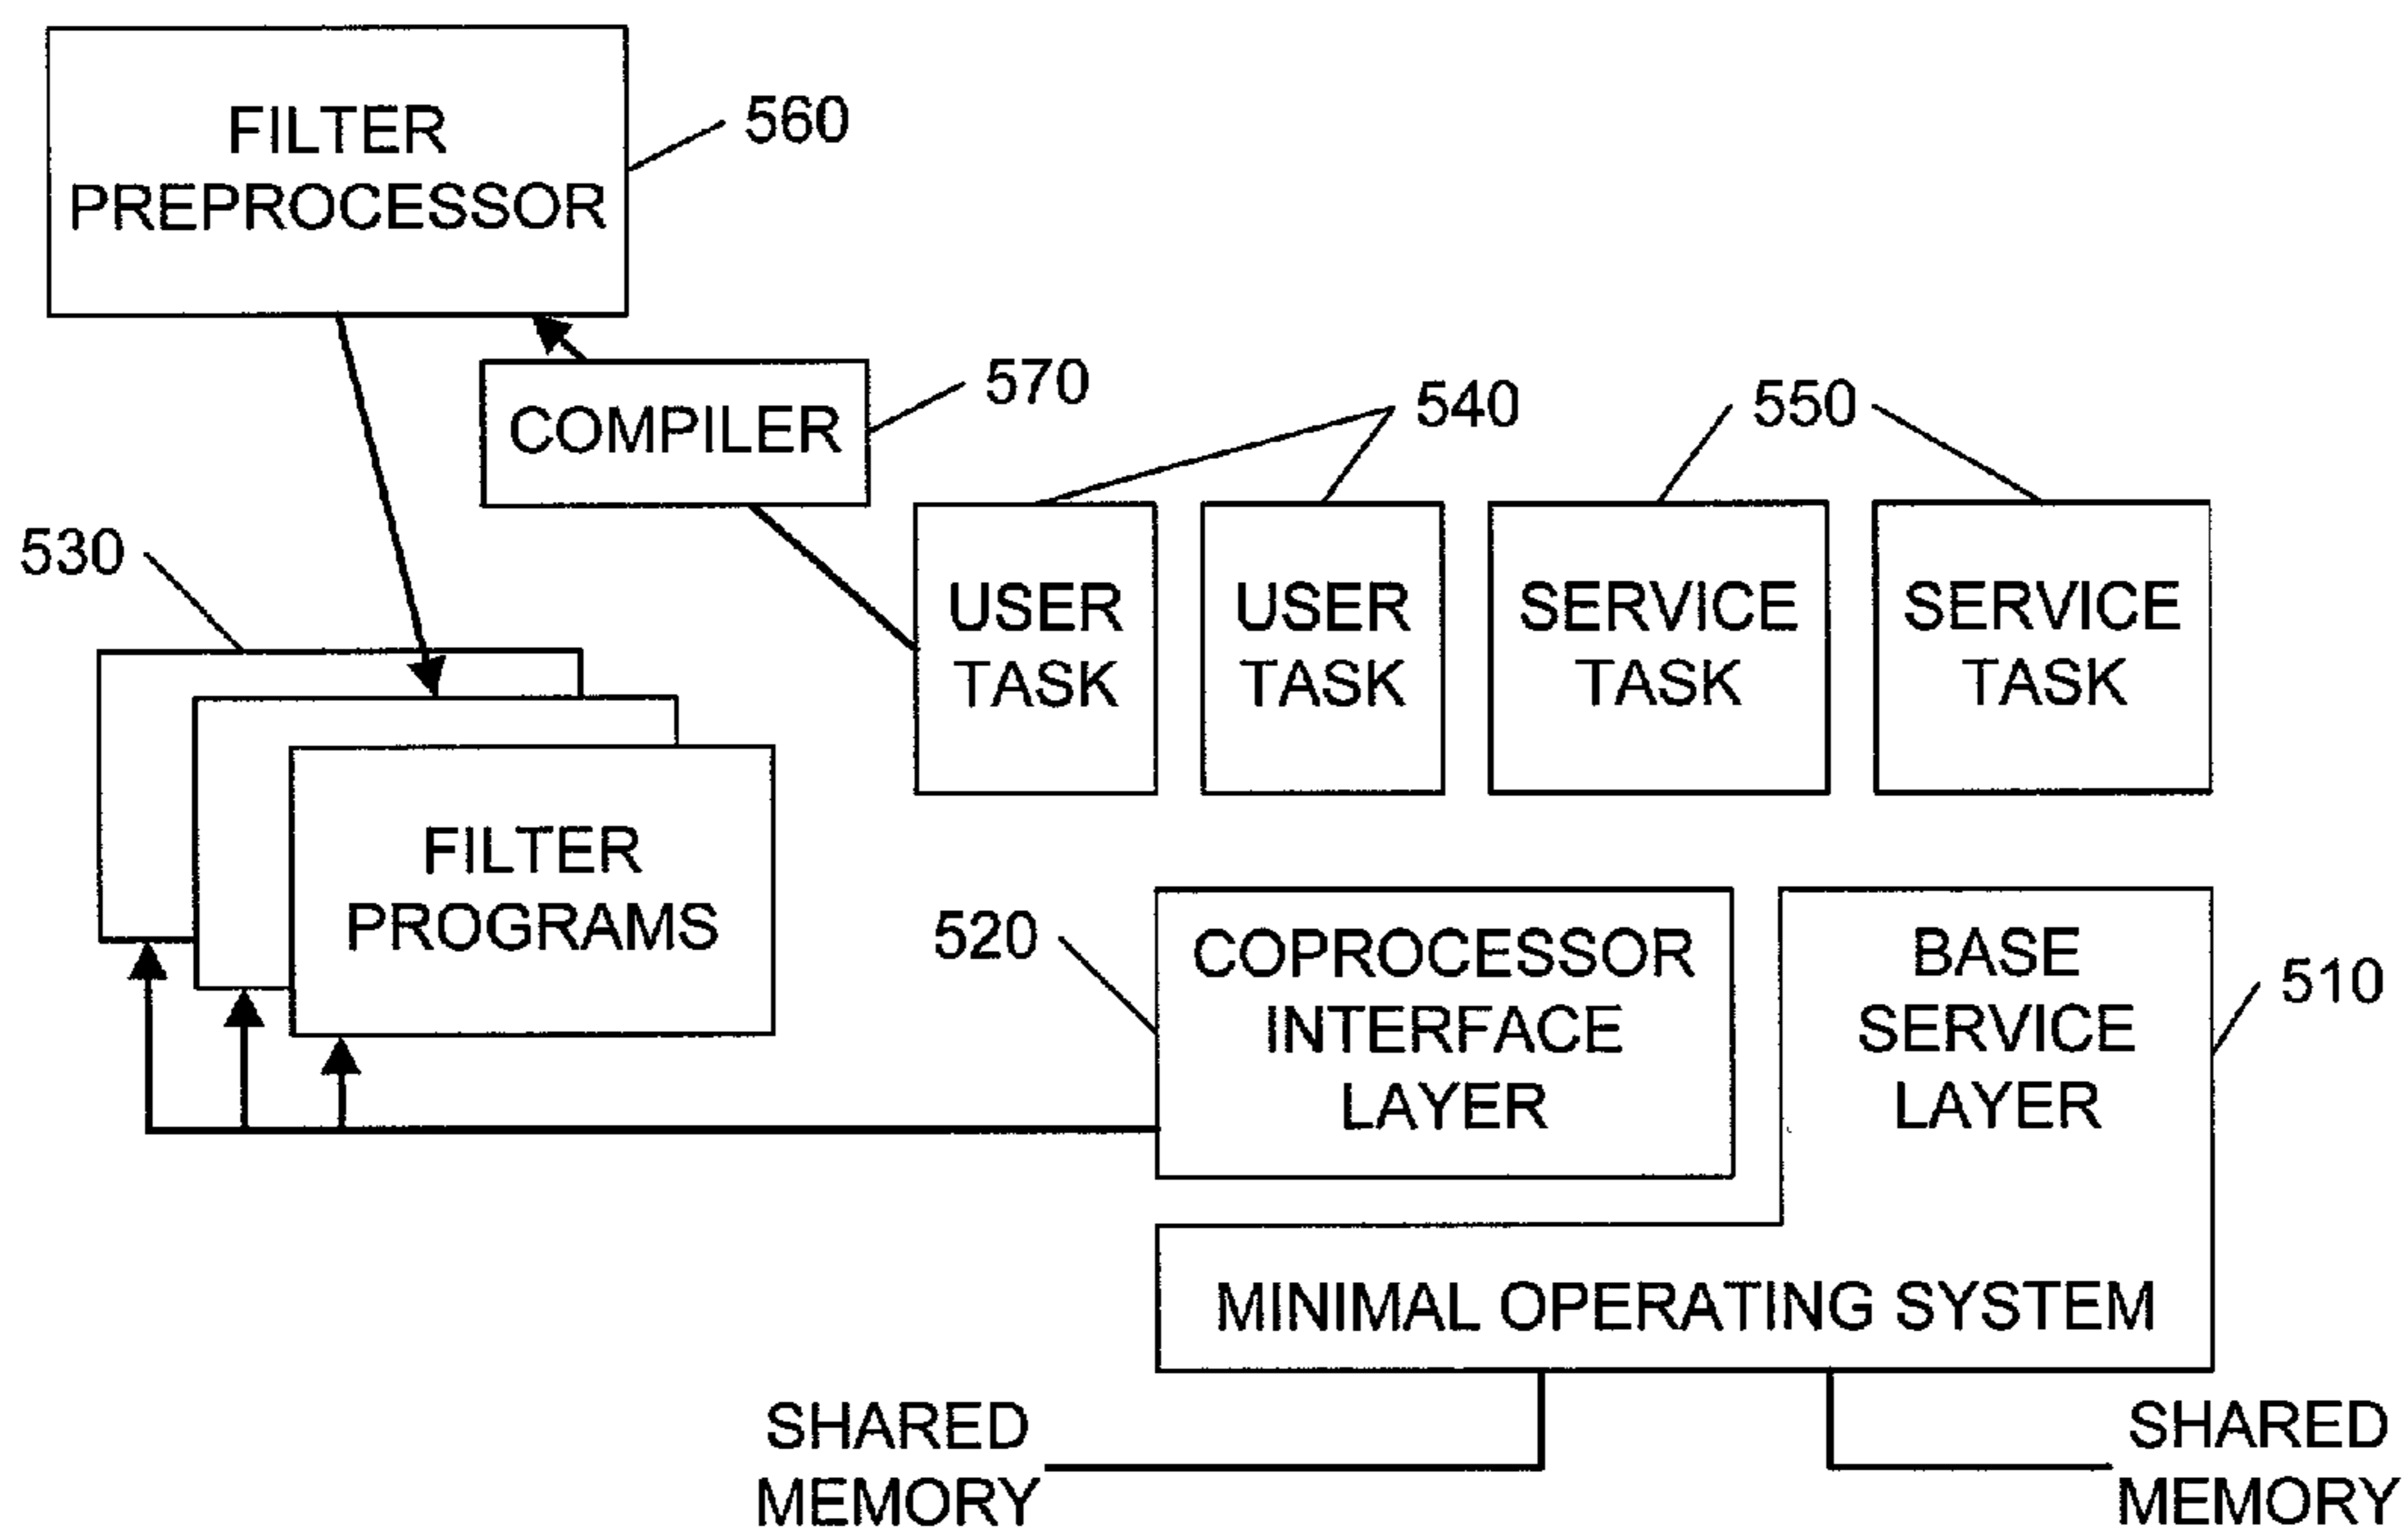 FILTER
PREPROCESSOR
560
COMPILER
570
540
550
530
USER
TASK
USER
TASK
SERVICE
TASK
SERVICE
TASK
FILTER
PROGRAMS
520
COPROCESSOR
INTERFACE
LAYER
BASE
SERVICE
LAYER
510
MINIMAL OPERATING SYSTEM
SHARED
MEMORY
SHARED
MEMORY